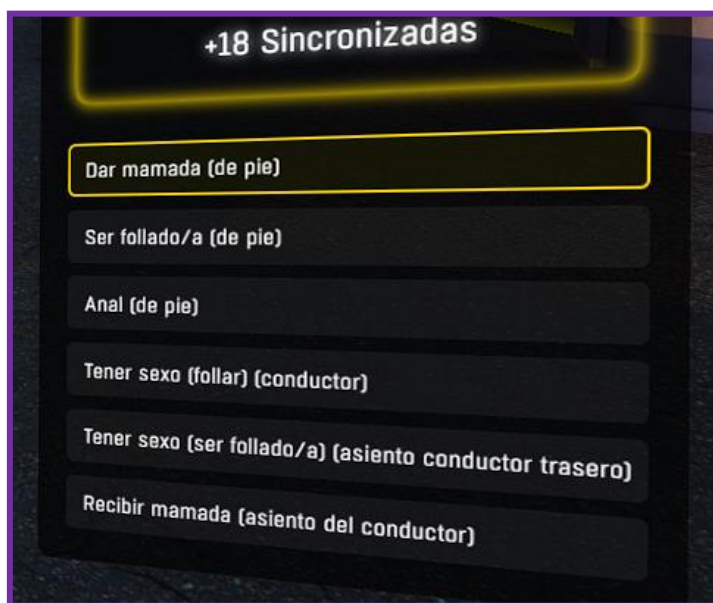 +18 Sincronizadas
Dar mamada (de pie)
Ser follado/a (de pie)
Anal (de pie)
Tener sexo (follar) (conductor)
Tener sexo (ser follado/a) (asiento conductor trasero)
Recibir mamada (asiento del conductor)